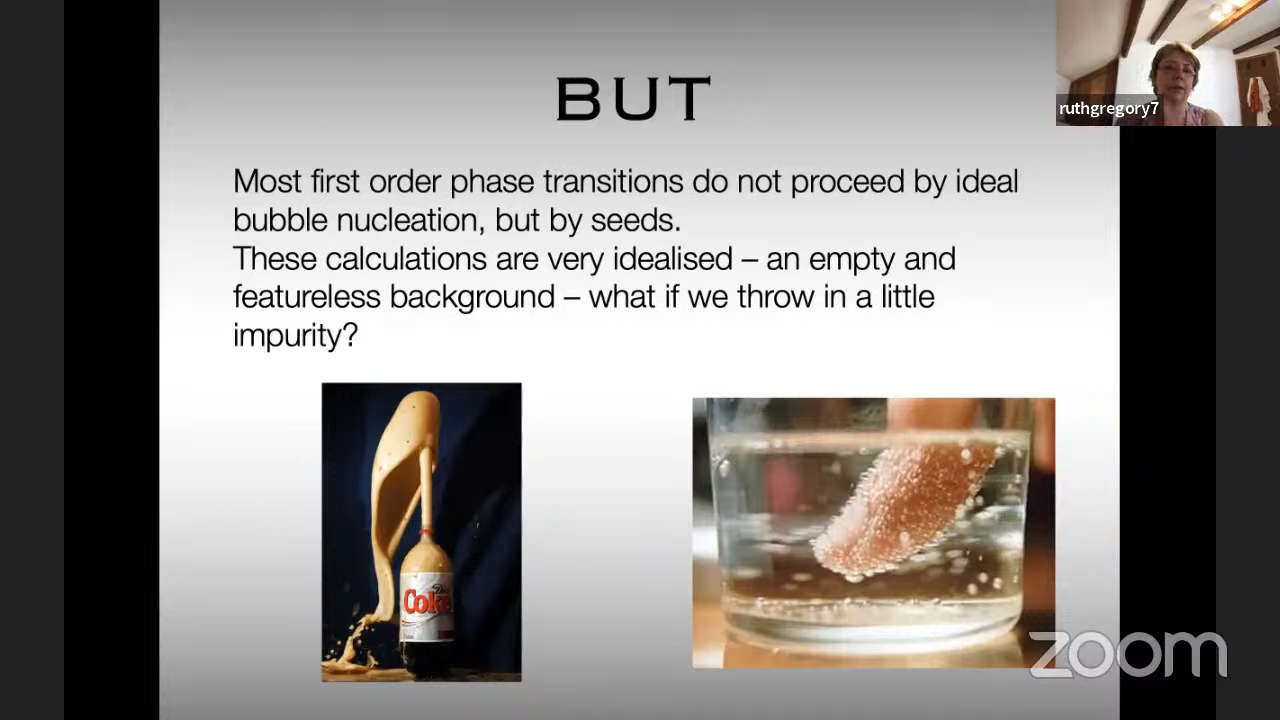 BUT
ruthgregory7
Most first order phase transitions do not proceed by ideal
bubble nucleation, but by seeds.
These calculations are very idealised – an empty and
featureless background – what if we throw in a little
impurity?
Coke
zoom